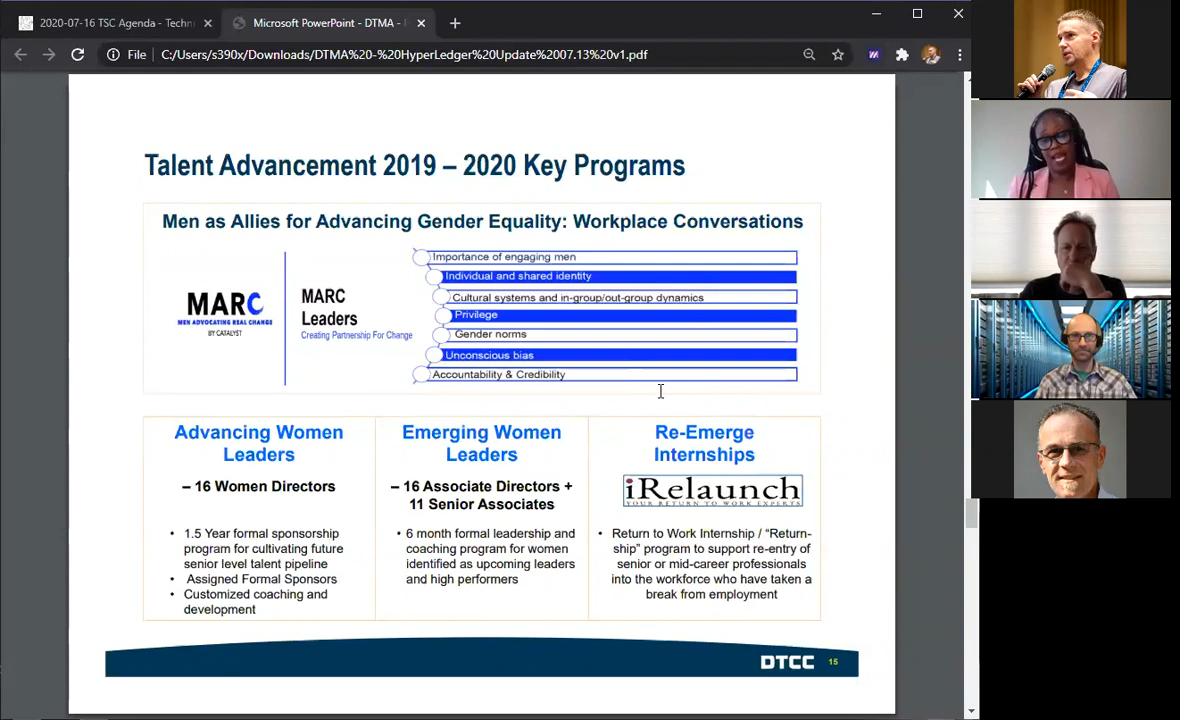 2020-07-16 TSC Agenda - Techn
Microsoft PowerPoint - DTMA -
File
C:/Users/s390x/Downloads/DTMA%20-%20HyperLedger%20Update%2007.13%20v1.pdf
Talent Advancement 2019 – 2020 Key Programs
Men as Allies for Advancing Gender Equality: Workplace Conversations
MARC
MEN ADVOCATING REAL CHANGE
BY CATALYST
MARC
Leaders
Creating Partnership For Change
Importance of engaging men
Individual and shared identity
Cultural systems and in-group/out-group dynamics
Privilege
Gender norms
Unconscious bias
Accountability & Credibility
Advancing Women
Leaders
– 16 Women Directors
• 1.5 Year formal sponsorship
program for cultivating future
senior level talent pipeline
• Assigned Formal Sponsors
• Customized coaching and
development
Emerging Women
Leaders
– 16 Associate Directors +
11 Senior Associates
• 6 month formal leadership and
coaching program for women
identified as upcoming leaders
and high performers
Re-Emerge
Internships
iRelaunch
YOUR RETURN TO WORK EXPERTS
• Return to Work Internship / “Return-
ship” program to support re-entry of
senior or mid-career professionals
into the workforce who have taken a
break from employment
DTCC
15